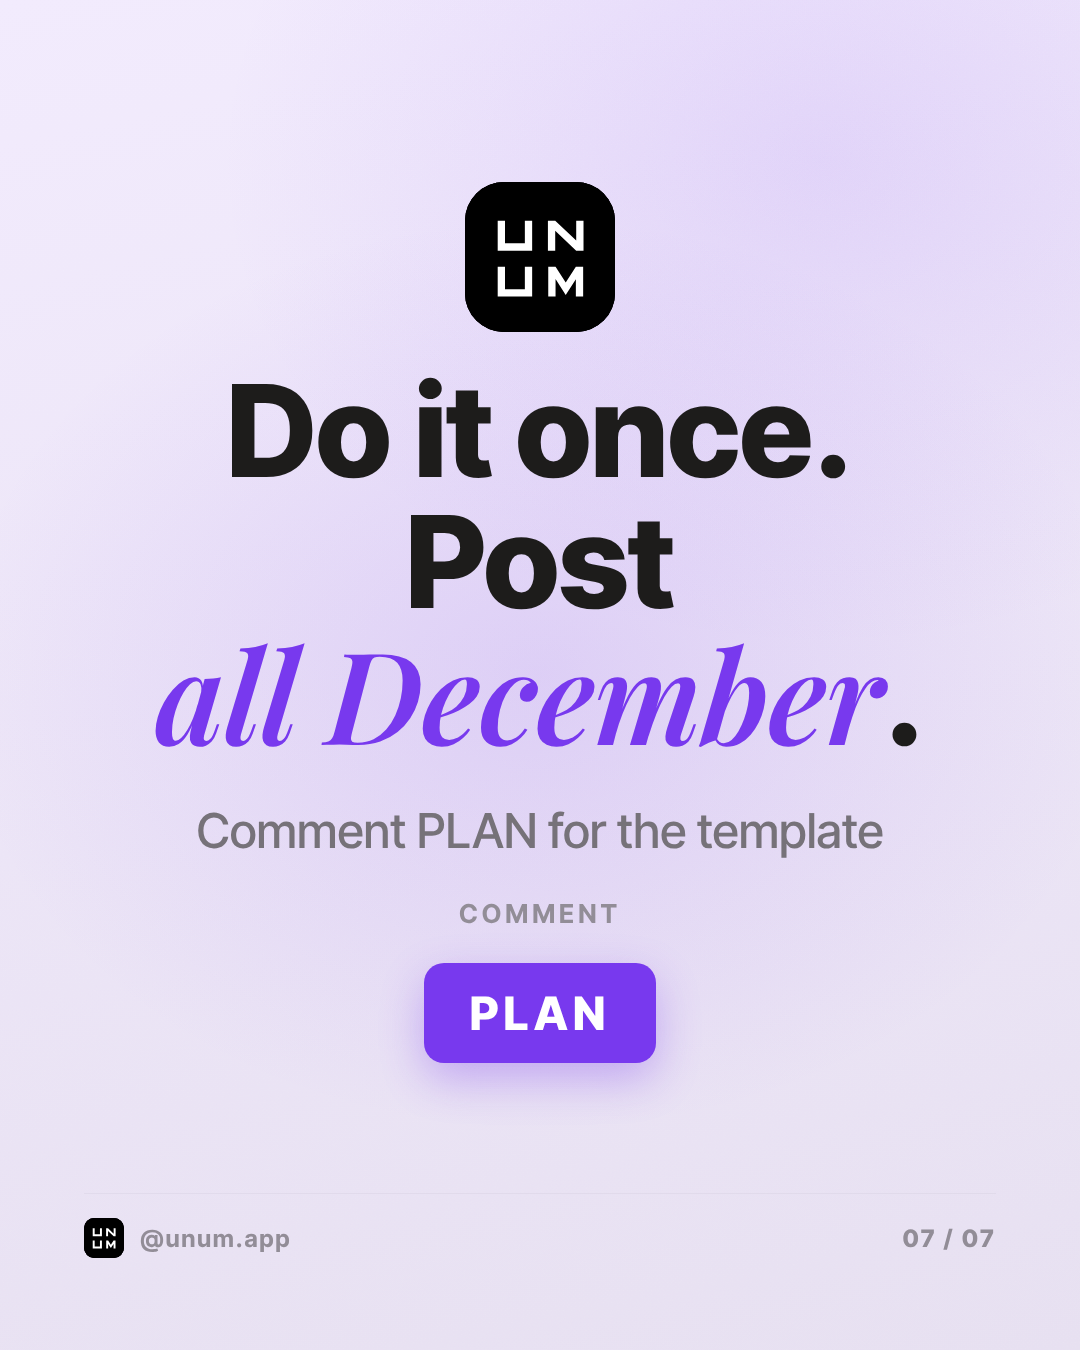 UN
UM
Do it once.
Post
all December.
Comment PLAN for the template
COMMENT
PLAN
UN
UM
@unum.app
07 / 07